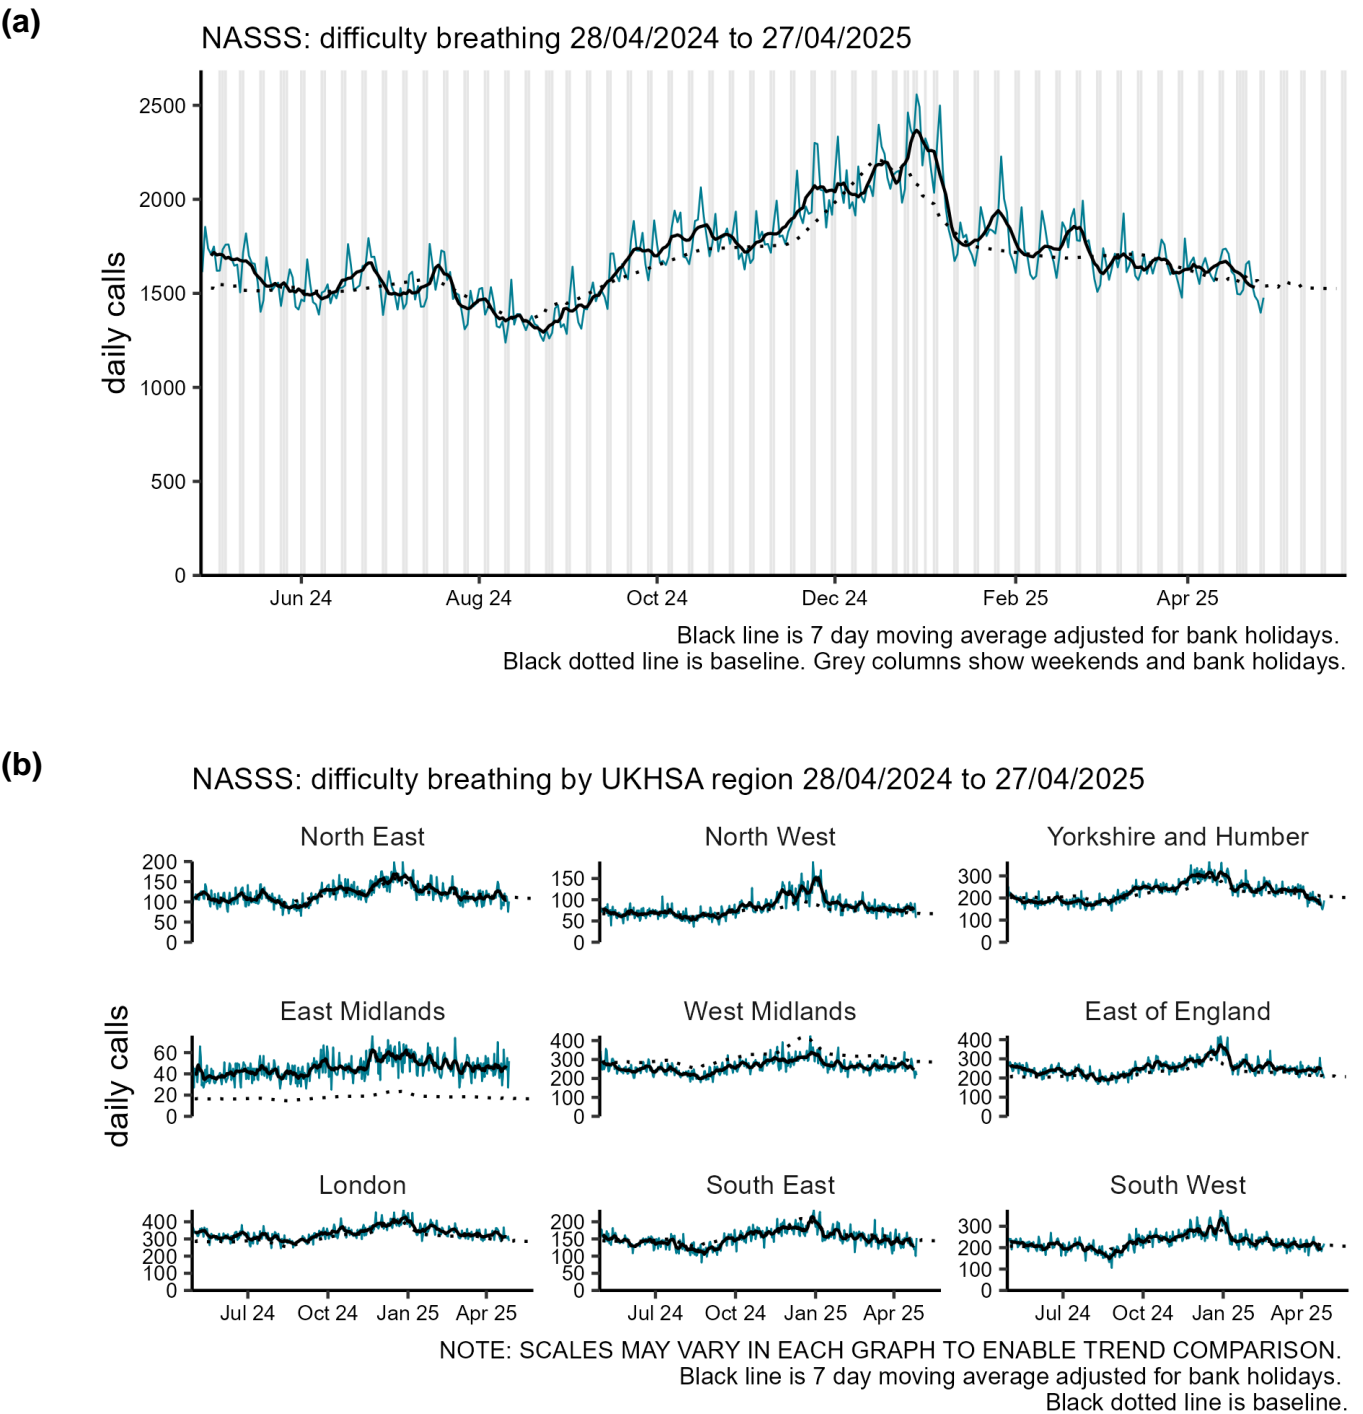 (a)
NASSS: difficulty breathing 28/04/2024 to 27/04/2025
daily calls
2500
2000
1500
1000
500
0
Jun 24 Aug 24 Oct 24 Dec 24 Feb 25 Apr 25
Black line is 7 day moving average adjusted for bank holidays.
Black dotted line is baseline. Grey columns show weekends and bank holidays.
(b)
NASSS: difficulty breathing by UKHSA region 28/04/2024 to 27/04/2025
daily calls
North East North West Yorkshire and Humber
200
150
100
50
0
150
100
50
0
300
200
100
0
East Midlands West Midlands East of England
60
40
20
0
400
300
200
100
0
400
300
200
100
0
London South East South West
400
300
200
100
0
200
150
100
50
0
300
200
100
0
Jul 24 Oct 24 Jan 25 Apr 25 Jul 24 Oct 24 Jan 25 Apr 25 Jul 24 Oct 24 Jan 25 Apr 25
NOTE: SCALES MAY VARY IN EACH GRAPH TO ENABLE TREND COMPARISON.
Black line is 7 day moving average adjusted for bank holidays.
Black dotted line is baseline.